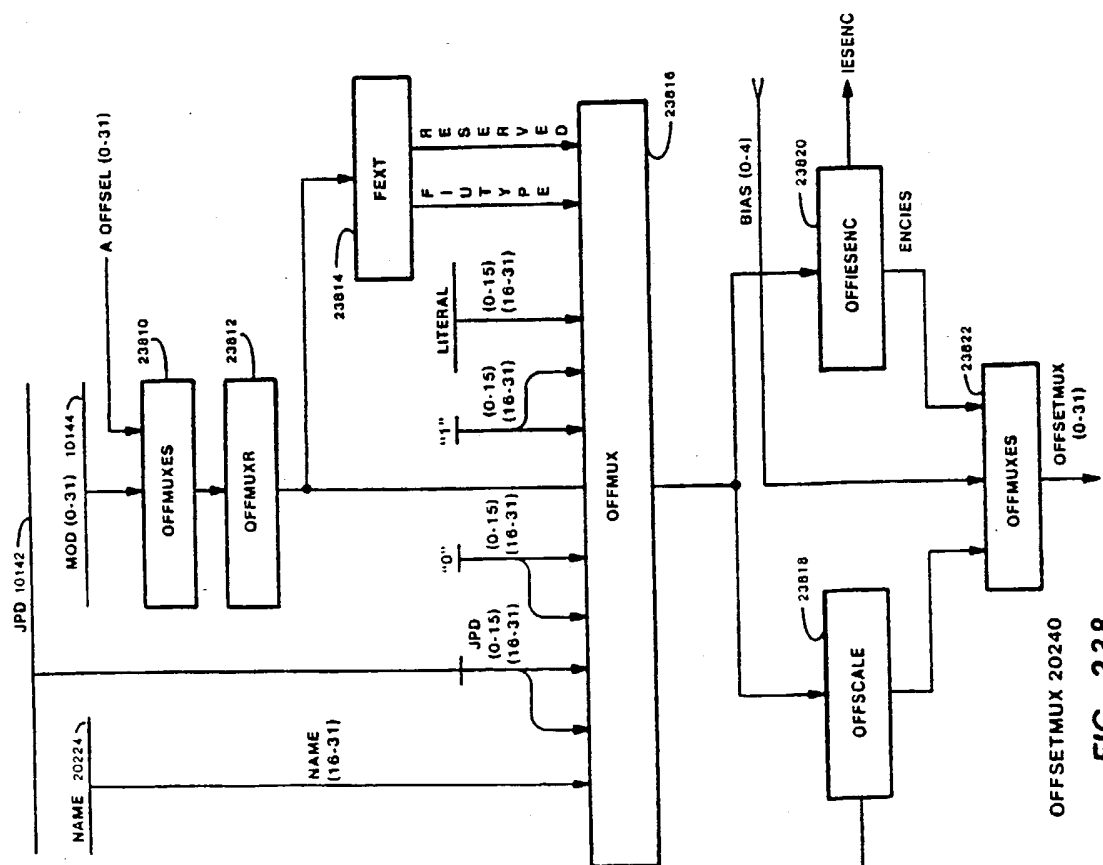 JPD 10142
MOD (0-31) 10144
A OFFSEL (0-31)
23810
OFFMUXES
23812
OFFMUXR
NAME 20224
23814
FEXT
NAME
(16-31)
JPD
(0-15)
(16-31)
"0"
(0-15)
(16-31)
"1"
(0-15)
(16-31)
LITERAL
(0-15)
(16-31)
FIUTYPE
RESERVED
OFFMUX
23816
BIAS (0-4)
23818
OFFSCALE
23820
OFFIESENC
IESENC
ENCIES
23822
OFFMUXES
OFFSETMUX
(0-31)
OFFSETMUX 20240
FIG. 238